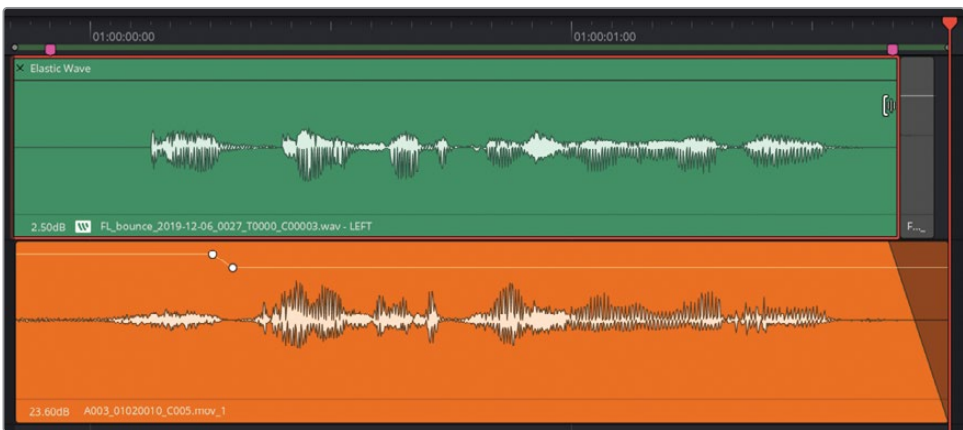 01:00:00:00
01:00:01:00
× Elastic Wave
2.50dB W FL_bounce_2019-12-06_0027_T0000_C00003.wav - LEFT
F..._
23.60dB A003_01020010_C005.mov_1